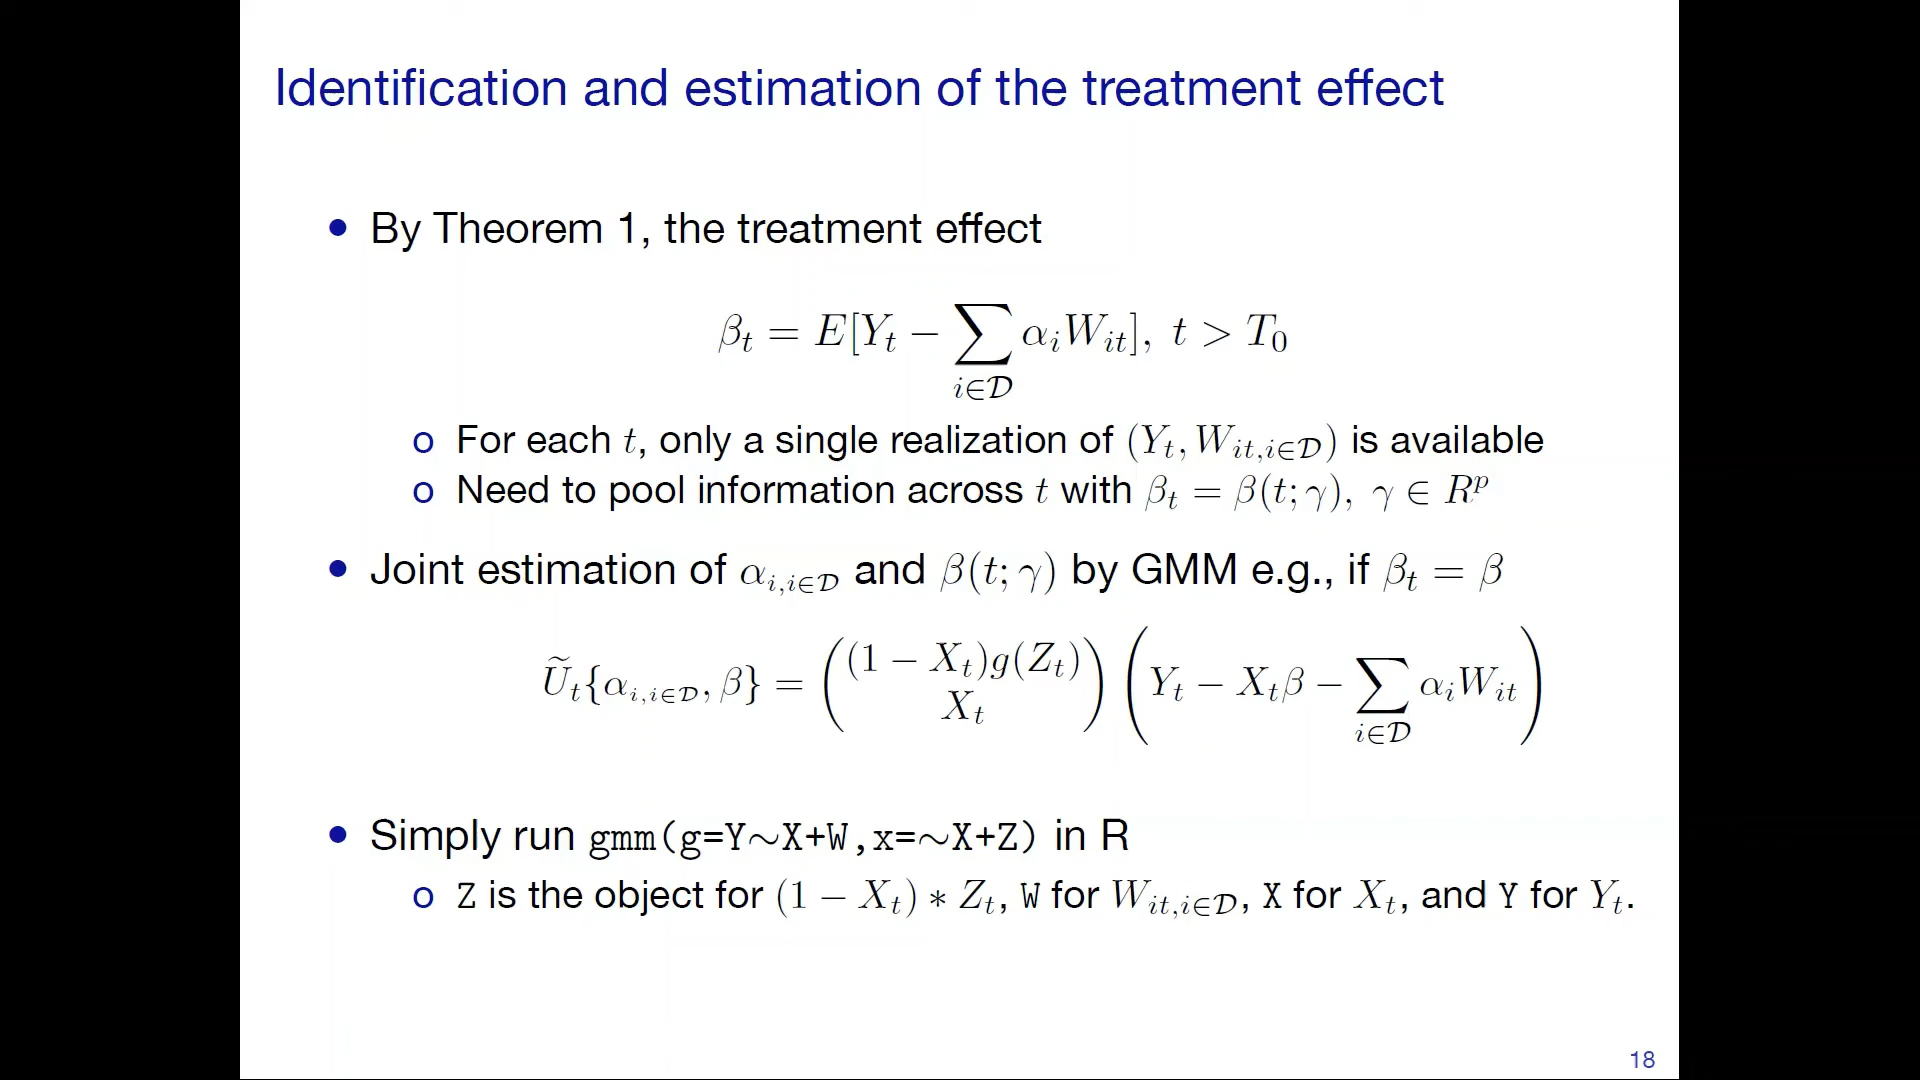 Identification and estimation of the treatment effect
• By Theorem 1, the treatment effect
β_t = E[Y_t − ∑_{i∈𝒟} α_i W_{it}], t > T_0
o For each t, only a single realization of (Y_t, W_{it,i∈𝒟}) is available
o Need to pool information across t with β_t = β(t; γ), γ ∈ R^p
• Joint estimation of α_{i,i∈𝒟} and β(t; γ) by GMM e.g., if β_t = β
Ũ_t{α_{i,i∈𝒟}, β} = ((1 − X_t)g(Z_t) X_t) (Y_t − X_tβ − ∑_{i∈𝒟} α_i W_{it})
• Simply run gmm(g=Y∼X+W,x=∼X+Z) in R
o Z is the object for (1 − X_t) ∗ Z_t, W for W_{it,i∈𝒟}, X for X_t, and Y for Y_t.
18